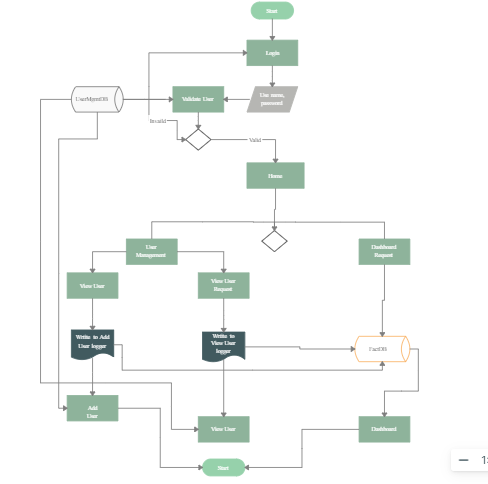 Start
Login
UserMgmtDB
Validate User
Use name,
password
Invalid
Valid
Home
User
Management
Dashboard
Request
View User
View User
Request
Write to Add
User logger
Write to
View User
logger
FactDB
Add
User
View User
Dashboard
Start